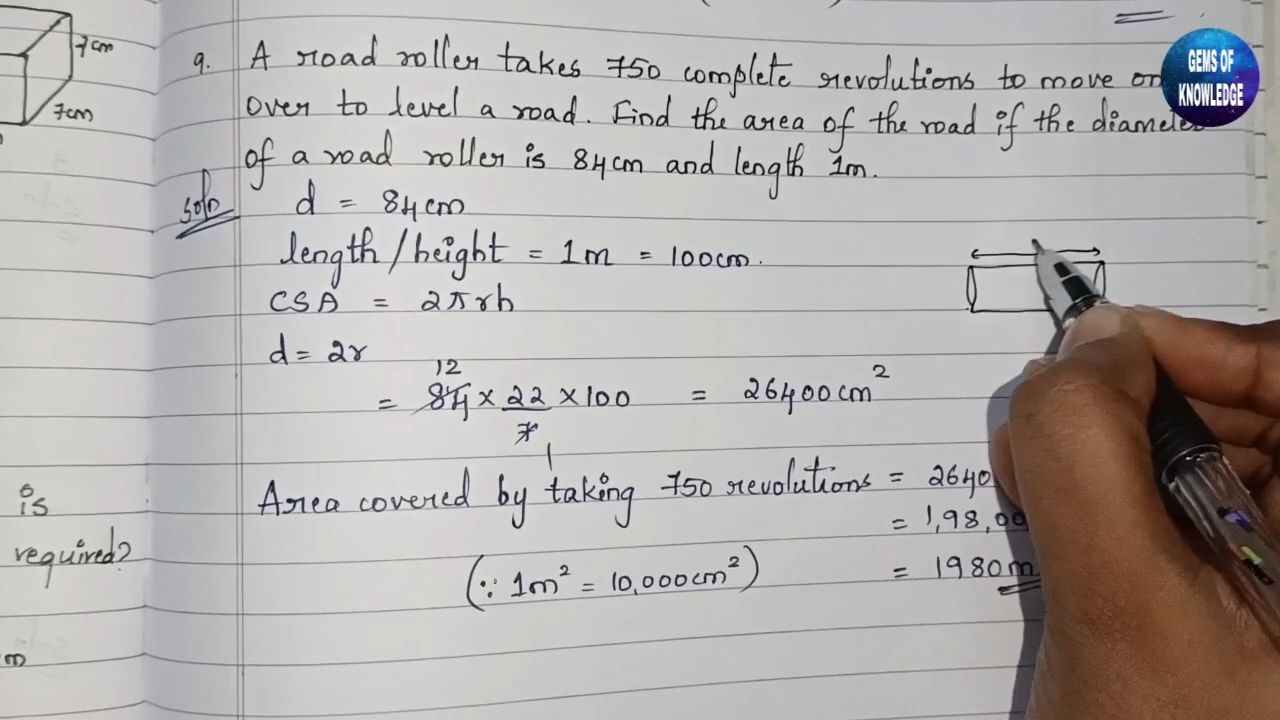 7cm
7cm
9. A road roller takes 750 complete revolutions to move on
over to level a road. Find the area of the road if the diameter
of a road roller is 84cm and length 1m.
Soln
d = 84cm
length/height = 1m = 100cm.
CSA = 2πrh
d = 2r
12
= 84 × 22/7 × 100 = 26400cm²
1
Area covered by taking 750 revolutions = 2640
= 1,98,00
(∵ 1m² = 10,000cm²) = 1980m
is
required?
m
GEMS OF
KNOWLEDGE